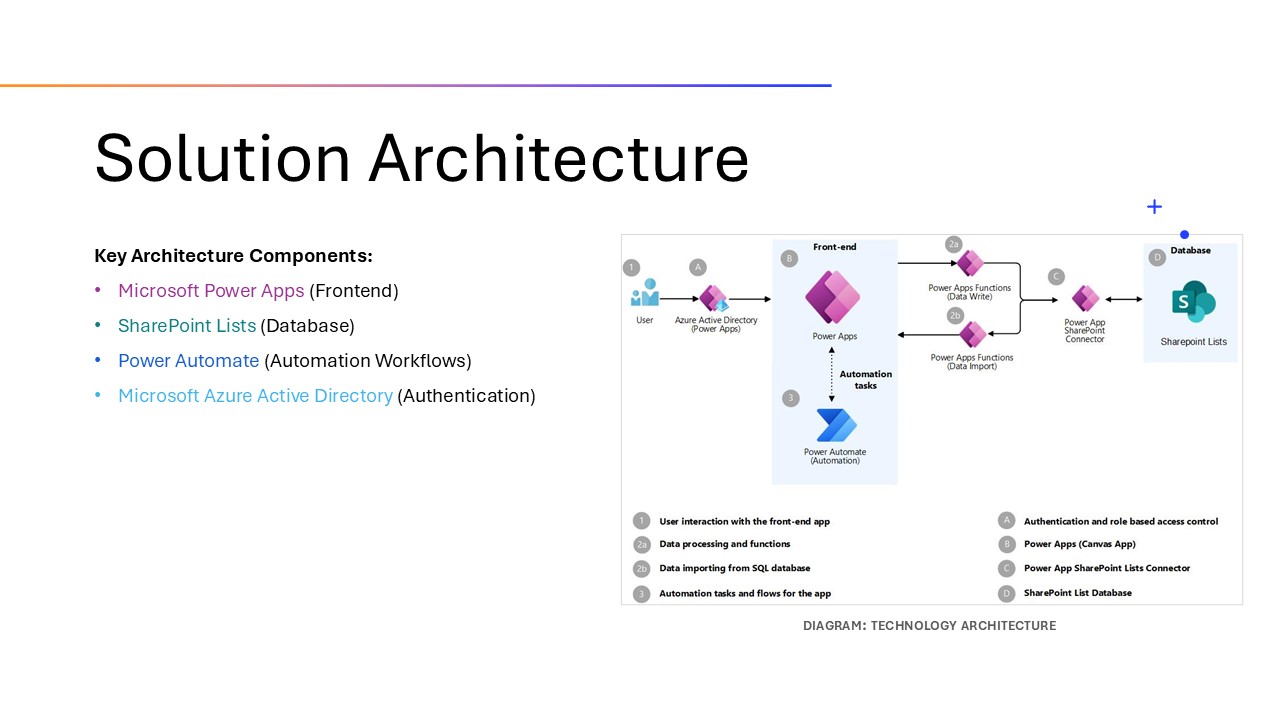 Solution Architecture
Key Architecture Components:
• Microsoft Power Apps (Frontend)
• SharePoint Lists (Database)
• Power Automate (Automation Workflows)
• Microsoft Azure Active Directory (Authentication)
1
User
A
Azure Active Directory
(Power Apps)
Front-end
B
Power Apps
Automation
tasks
3
Power Automate
(Automation)
2a
Power Apps Functions
(Data Write)
2b
Power Apps Functions
(Data Import)
C
Power App
SharePoint
Connector
Database
D
S
Sharepoint Lists
1 User interaction with the front-end app
2a Data processing and functions
2b Data importing from SQL database
3 Automation tasks and flows for the app
A Authentication and role based access control
B Power Apps (Canvas App)
C Power App SharePoint Lists Connector
D SharePoint List Database
DIAGRAM: TECHNOLOGY ARCHITECTURE